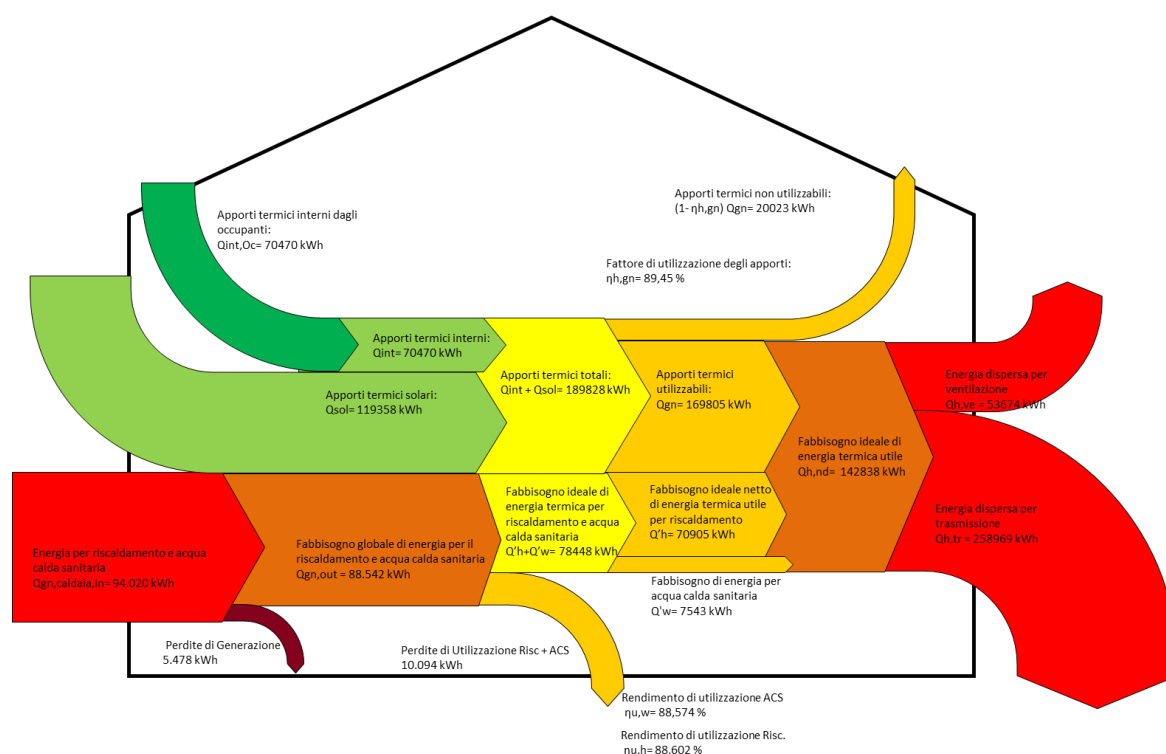 Apporti termici interni dagli
occupanti:
Qint,Oc= 70470 kWh
Apporti termici non utilizzabili:
(1- ηh,gn) Qgn= 20023 kWh
Fattore di utilizzazione degli apporti:
ηh,gn= 89,45 %
Apporti termici interni:
Qint= 70470 kWh
Apporti termici solari:
Qsol= 119358 kWh
Apporti termici totali:
Qint + Qsol= 189828 kWh
Apporti termici
utilizzabili:
Qgn= 169805 kWh
Energia dispersa per
ventilazione
Qh,ve = 53674 kWh
Fabbisogno ideale di
energia termica utile
Qh,nd= 142838 kWh
Energia dispersa per
trasmissione
Qh,tr = 258969 kWh
Energia per riscaldamento e acqua
calda sanitaria
Qgn,caldaia,in= 94.020 kWh
Fabbisogno globale di energia per il
riscaldamento e acqua calda sanitaria
Qgn,out = 88.542 kWh
Fabbisogno ideale di
energia termica per
riscaldamento e acqua
calda sanitaria
Q'h+Q'w= 78448 kWh
Fabbisogno ideale netto
di energia termica utile
per riscaldamento
Q'h= 70905 kWh
Fabbisogno di energia per
acqua calda sanitaria
Q'w= 7543 kWh
Perdite di Generazione
5.478 kWh
Perdite di Utilizzazione Risc + ACS
10.094 kWh
Rendimento di utilizzazione ACS
ηu,w= 88,574 %
Rendimento di utilizzazione Risc.
ηu,h= 88,602 %